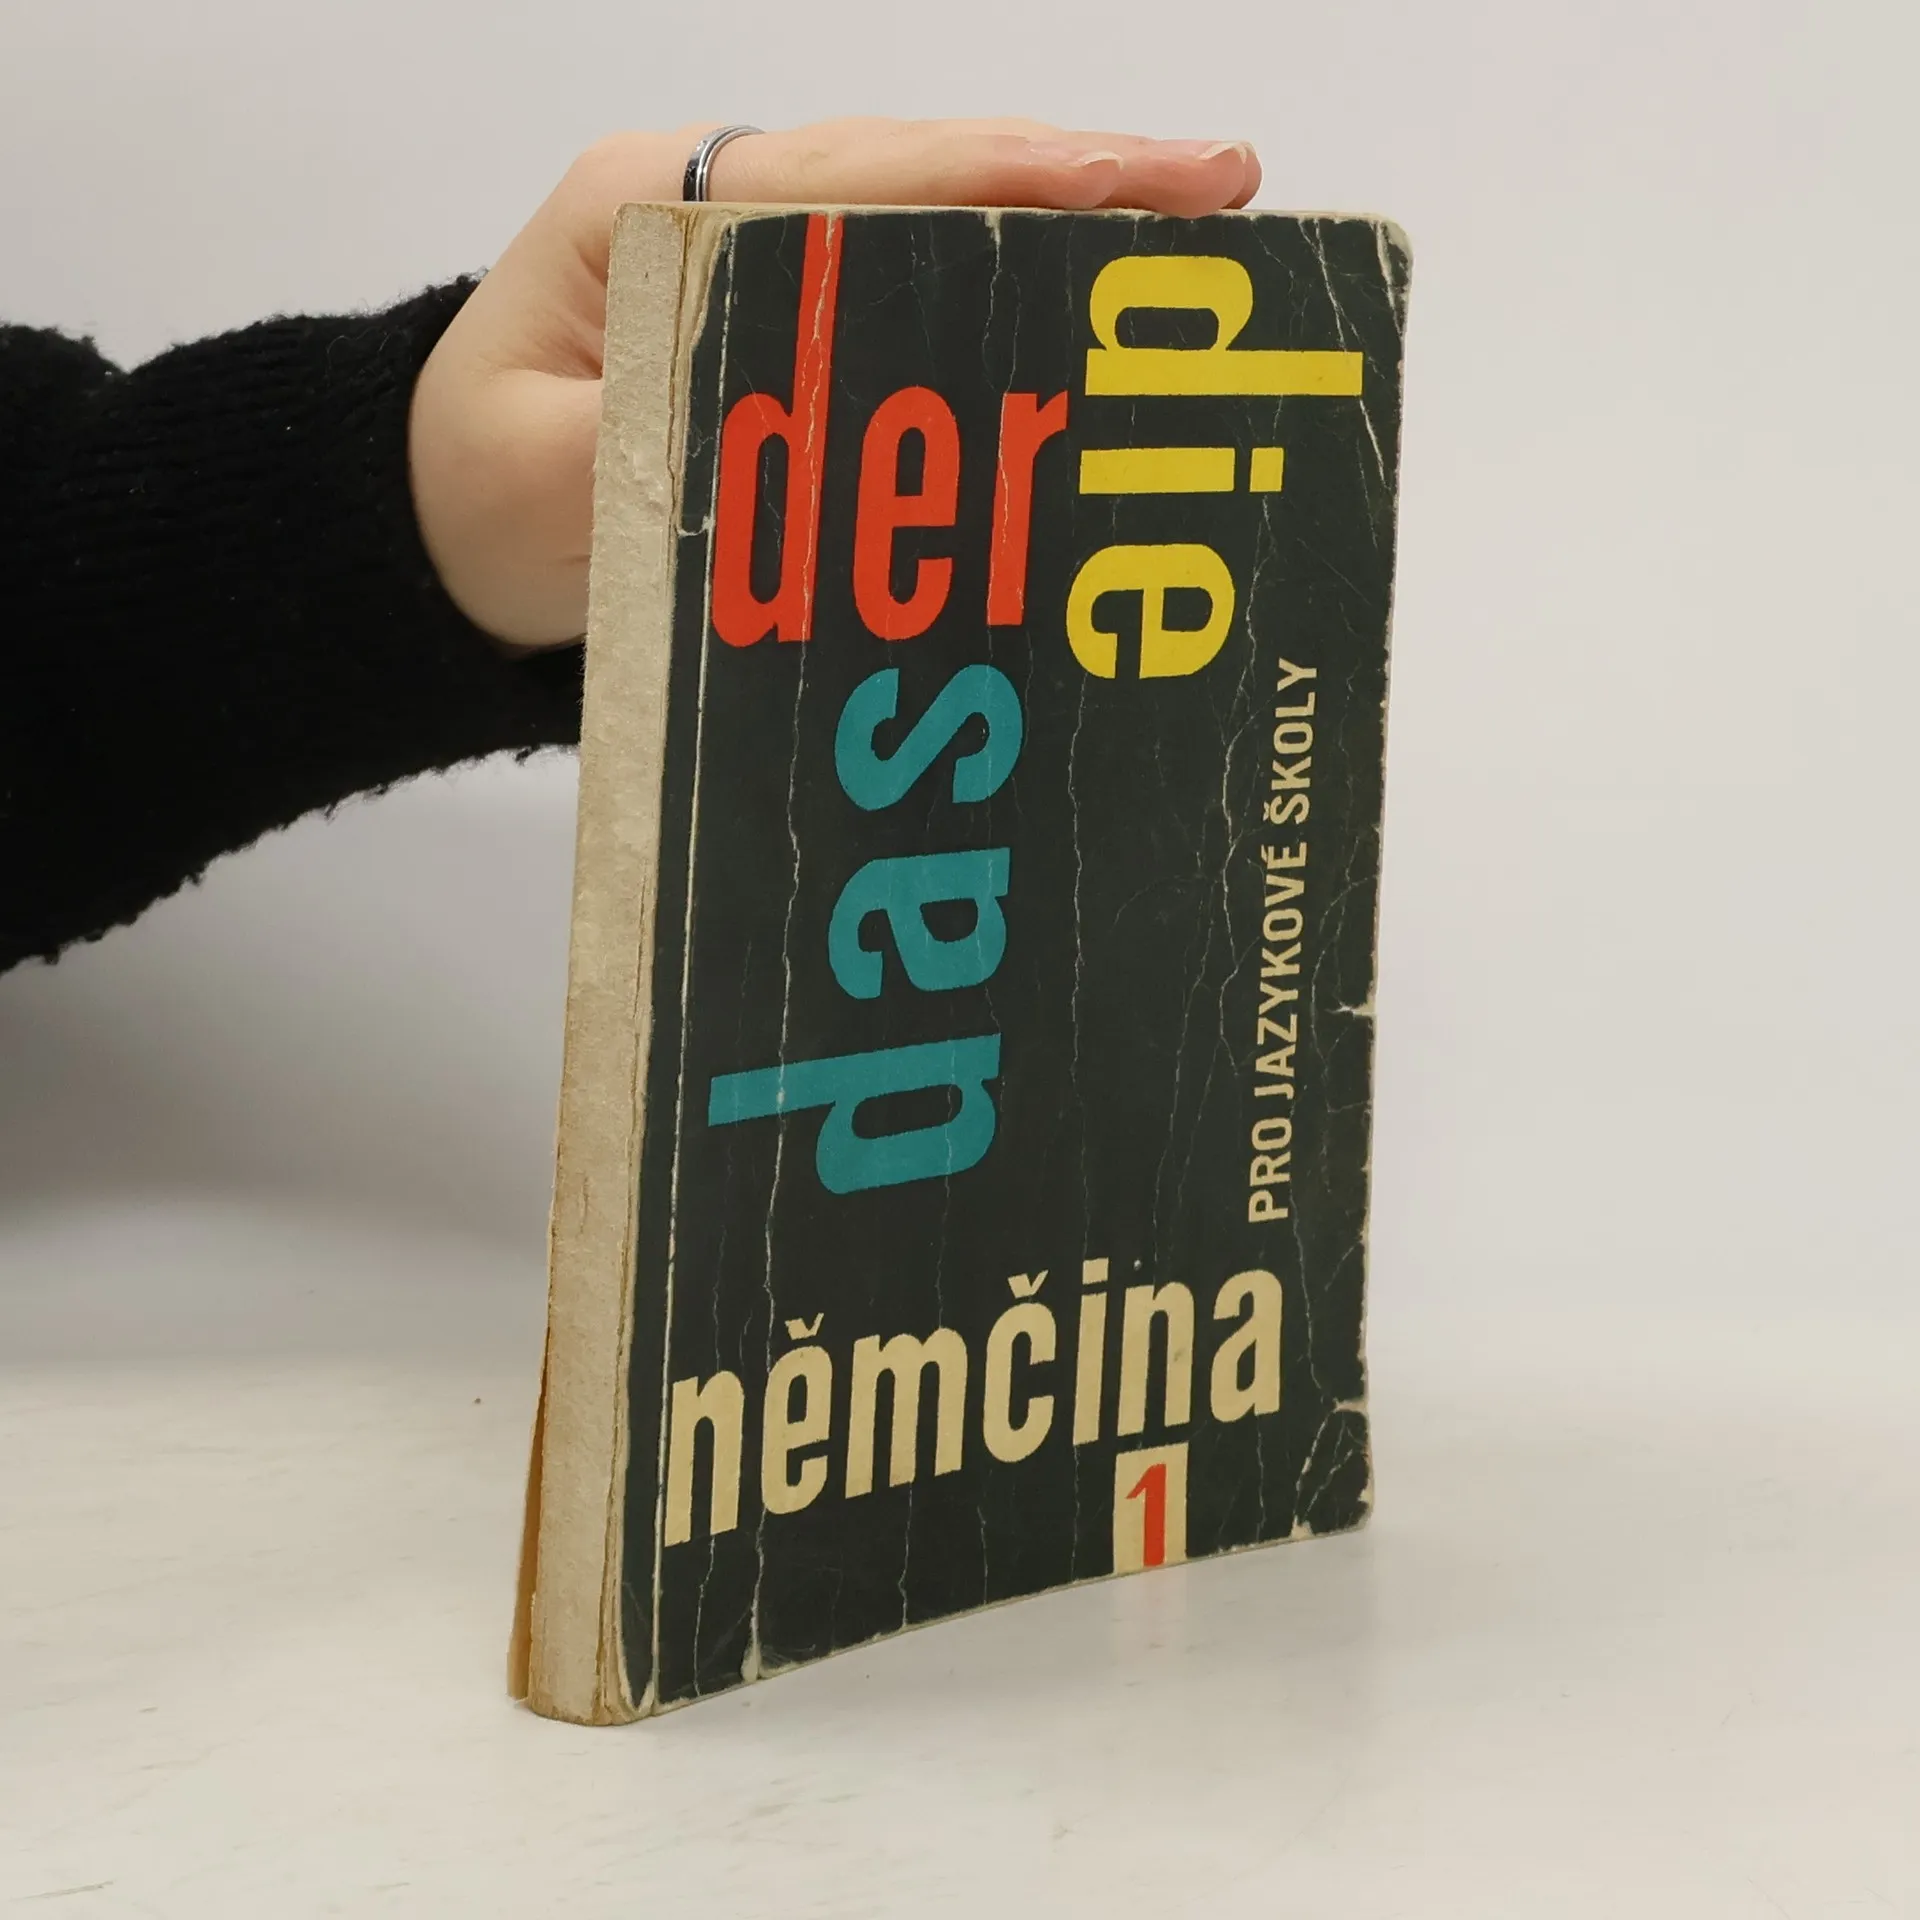 der
die
das
PRO JAZYKOVÉ ŠKOLY
němčina
1